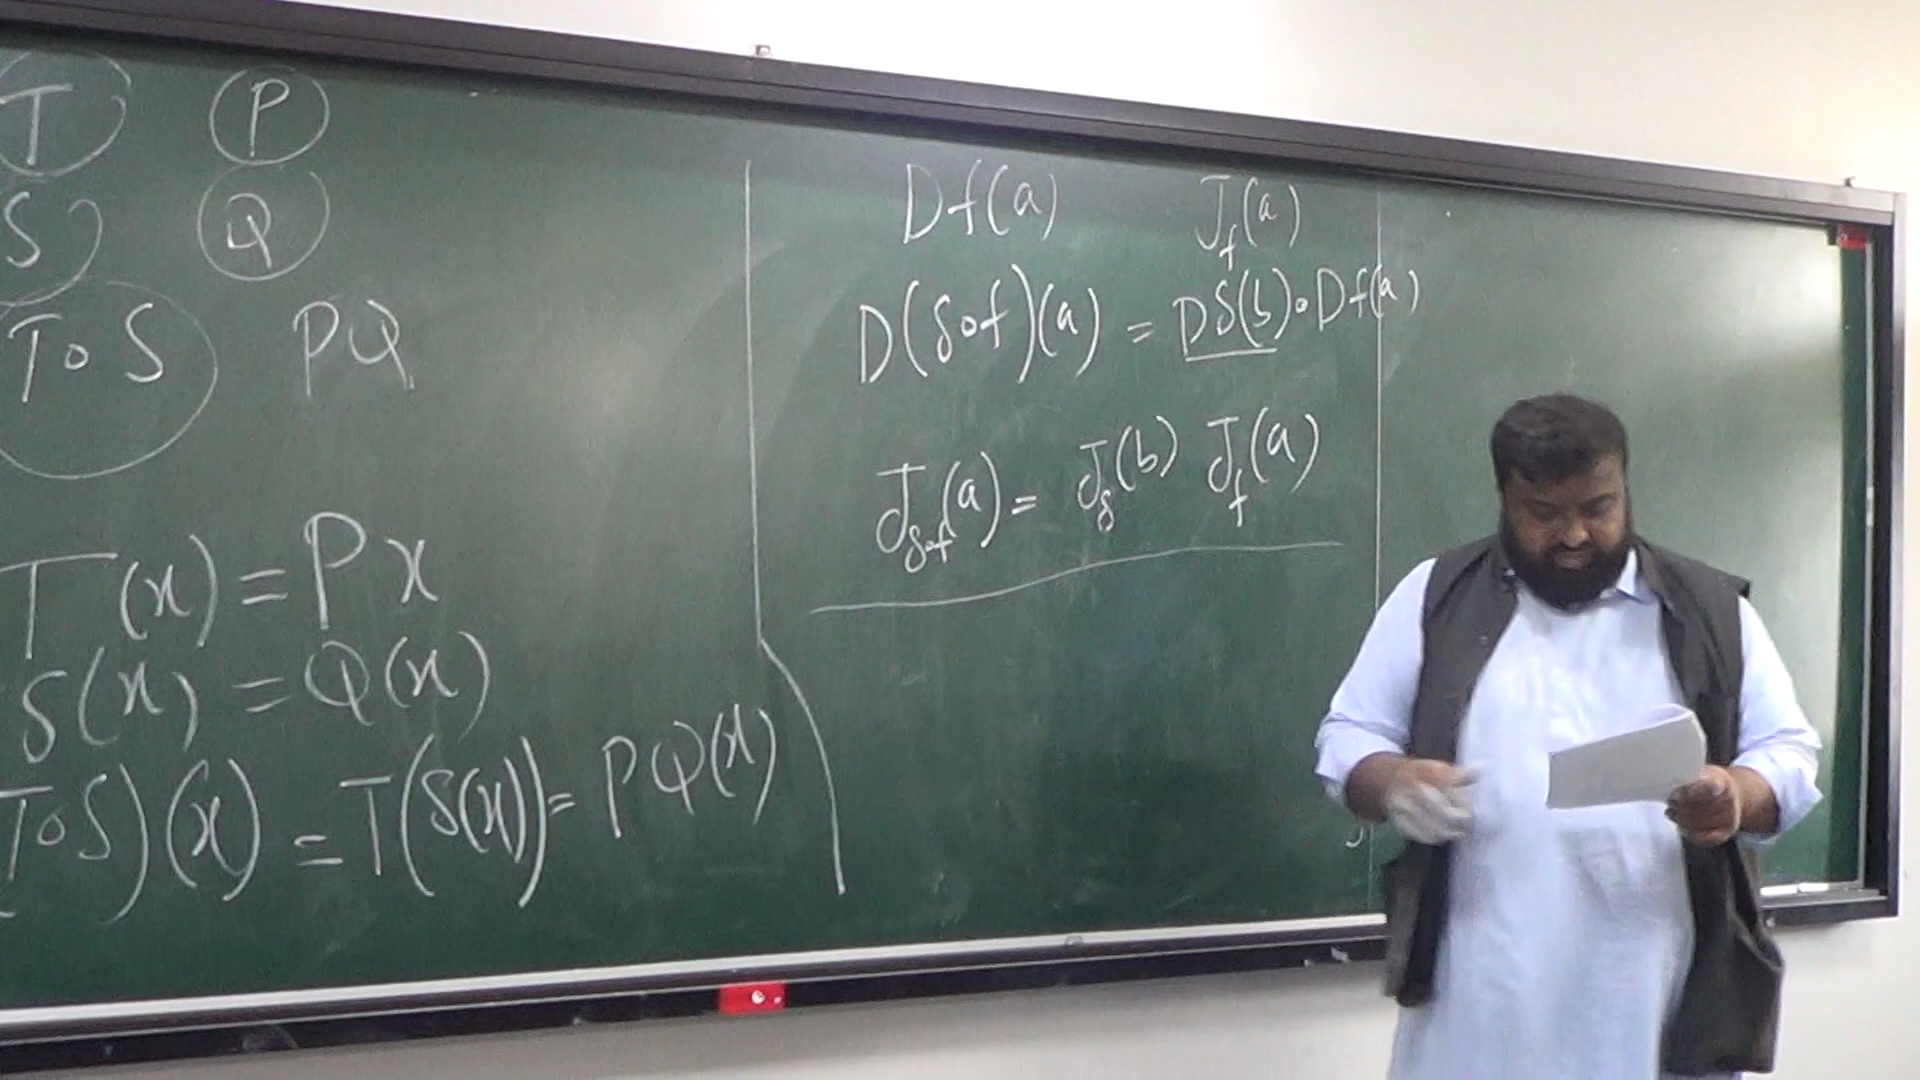 T P
S Q
T∘S PQ
T(x) = Px
S(x) = Q(x)
(T∘S)(x) = T(S(x)) = PQ(x)
Df(a) J_f(a)
D(g∘f)(a) = Dg(b)∘Df(a)
J_{g∘f}(a) = J_g(b) J_f(a)